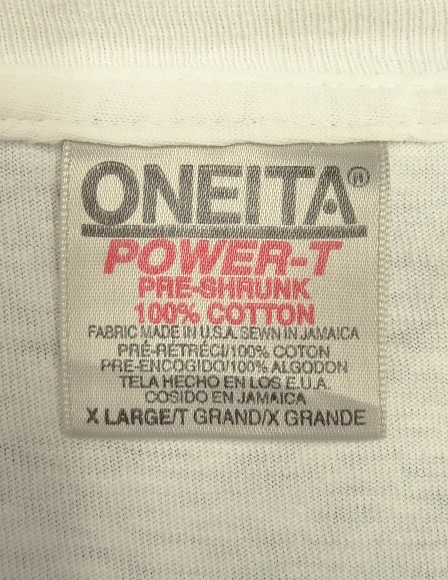 ONEITA®
POWER-T
PRE-SHRUNK
100% COTTON
FABRIC MADE IN U.S.A. SEWN IN JAMAICA
PRÉ-RÉTRÉCI/100% COTON
PRE-ENCOGIDO/100% ALGODON
TELA HECHO EN LOS E.U.A.
COSIDO EN JAMAICA
X LARGE/T GRAND/X GRANDE